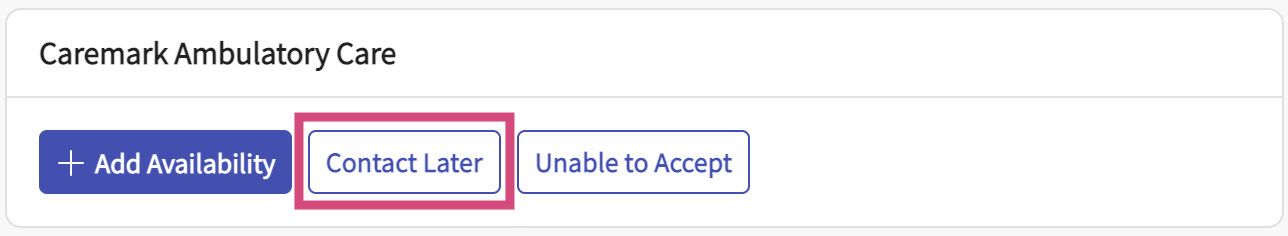 Caremark Ambulatory Care
Add Availability Contact Later Unable to Accept